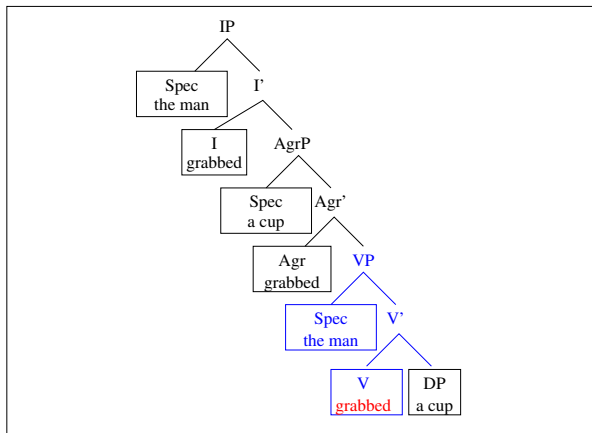 IP
Spec I'
the man
I AgrP
grabbed
Spec Agr'
a cup
Agr VP
grabbed
Spec V'
the man
V DP
grabbed a cup